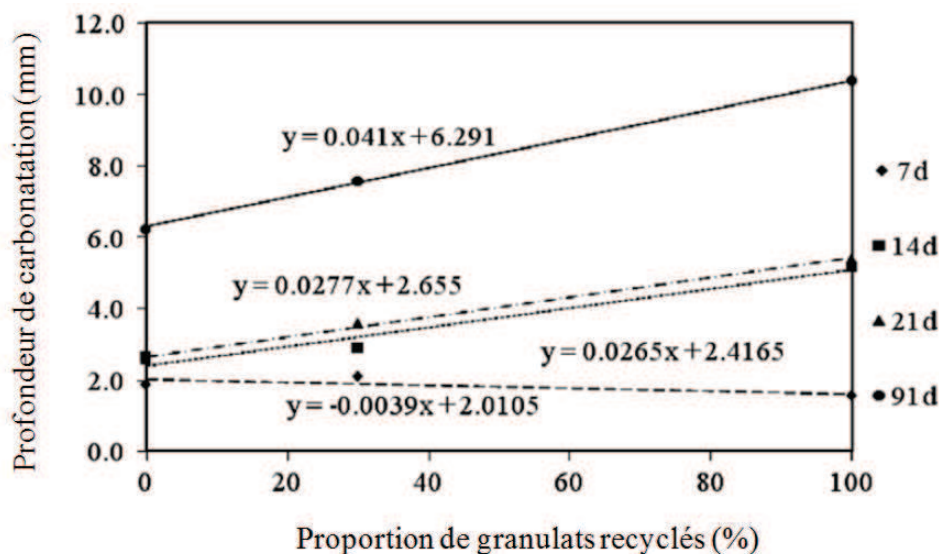 Profondeur de carbonatation (mm)
12.0
10.0
8.0
6.0
4.0
2.0
0.0
y = 0.041x + 6.291
y = 0.0277x + 2.655
y = 0.0265x + 2.4165
y = -0.0039x + 2.0105
7d
14d
21d
91d
0 20 40 60 80 100
Proportion de granulats recyclés (%)